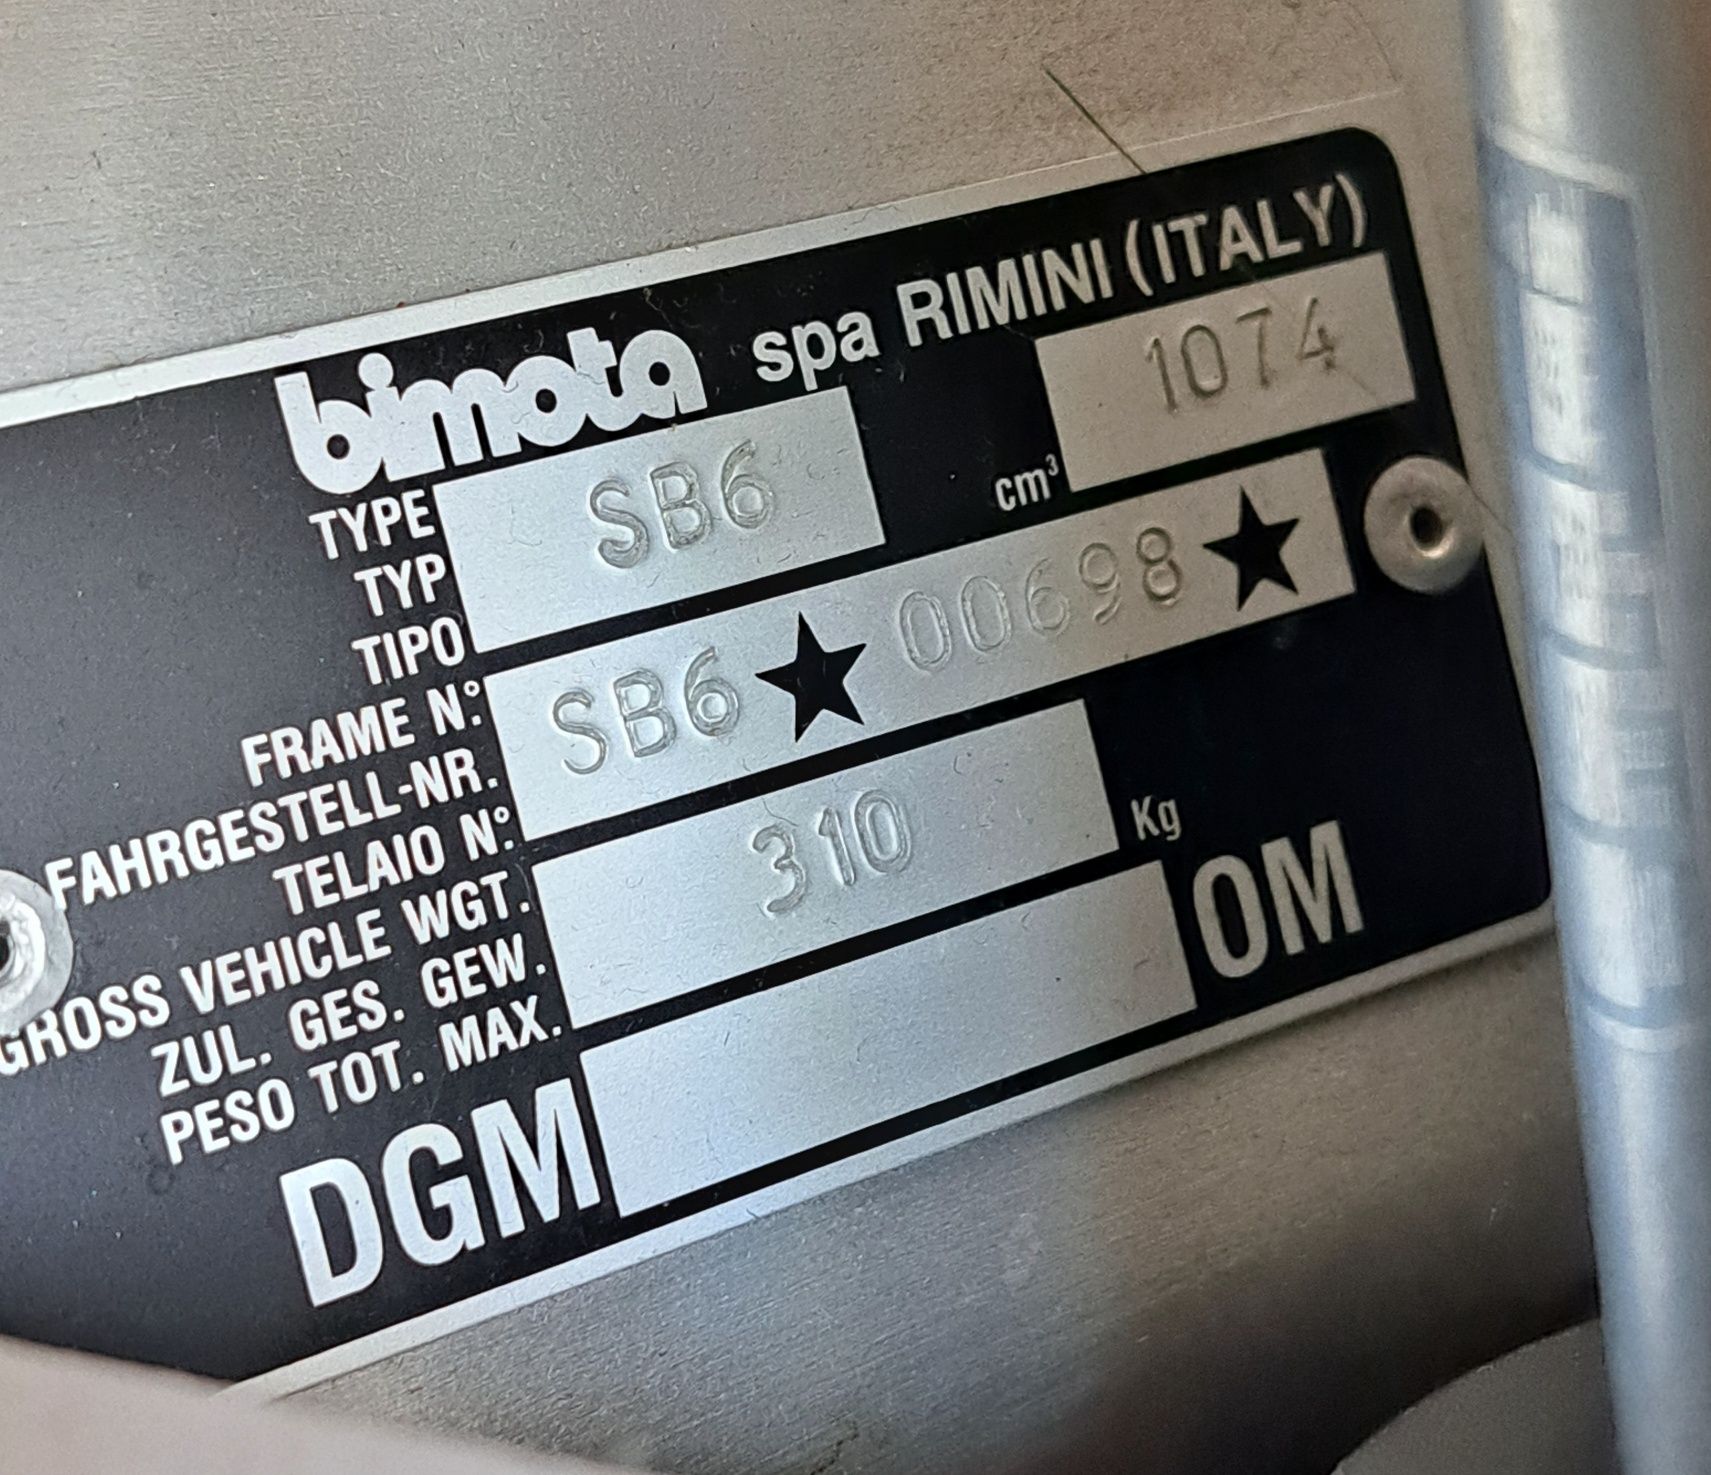 bimota spa RIMINI (ITALY)
TYPE
TYP
TIPO
SB6
cm³ 1074
FRAME N°:
FAHRGESTELL-NR.
TELAIO N°:
SB6★00698★
GROSS VEHICLE WGT.
ZUL. GES. GEW.
PESO TOT. MAX.
310 Kg
DGM OM